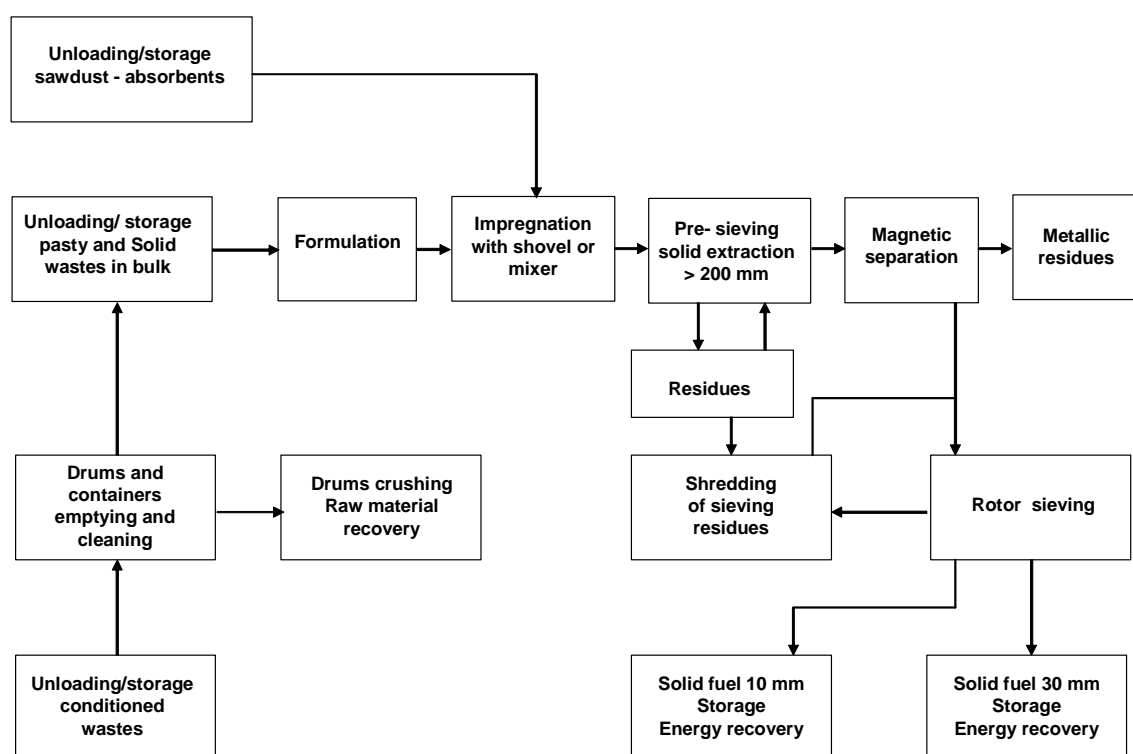 Unloading/storage
sawdust - absorbents
Unloading/ storage
pasty and Solid
wastes in bulk
Formulation
Impregnation
with shovel or
mixer
Pre- sieving
solid extraction
> 200 mm
Magnetic
separation
Metallic
residues
Residues
Drums and
containers
emptying and
cleaning
Drums crushing
Raw material
recovery
Shredding
of sieving
residues
Rotor sieving
Unloading/storage
conditioned
wastes
Solid fuel 10 mm
Storage
Energy recovery
Solid fuel 30 mm
Storage
Energy recovery